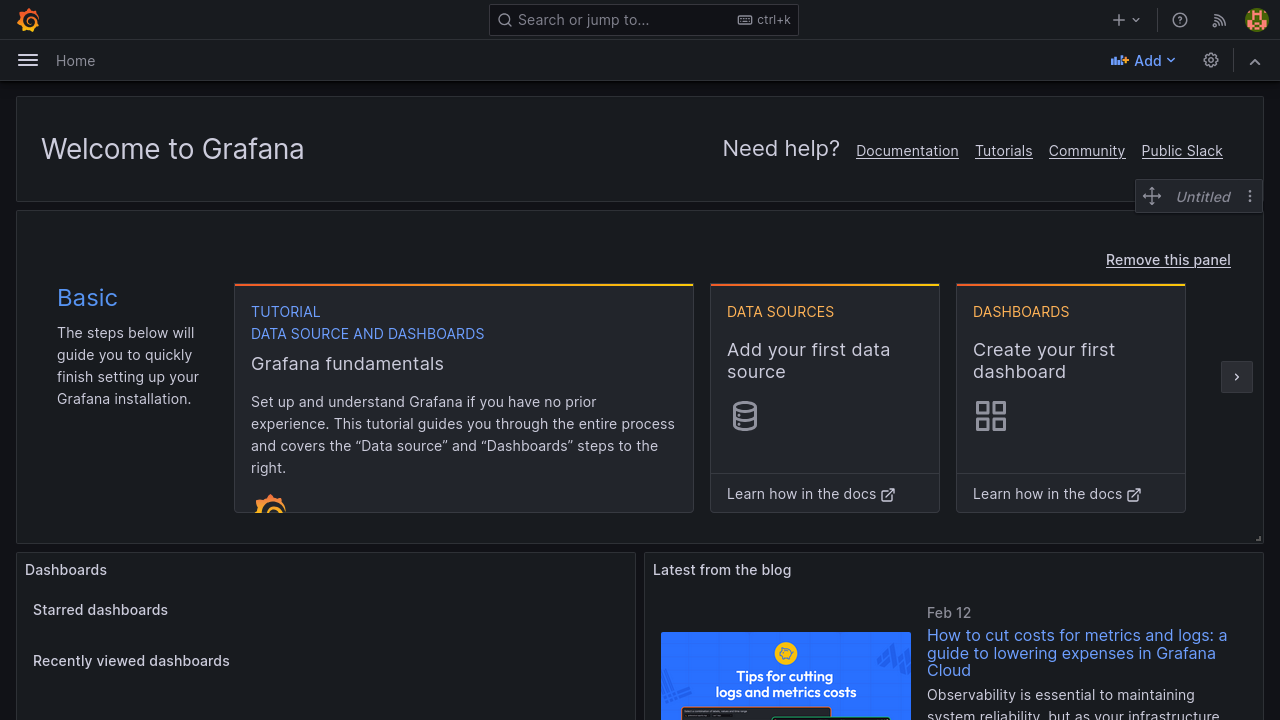 Search or jump to...
ctrl+k
Home
Add
Welcome to Grafana
Need help?
Documentation
Tutorials
Community
Public Slack
Untitled
Remove this panel
Basic
The steps below will
guide you to quickly
finish setting up your
Grafana installation.
TUTORIAL
DATA SOURCE AND DASHBOARDS
Grafana fundamentals
Set up and understand Grafana if you have no prior
experience. This tutorial guides you through the entire process
and covers the “Data source” and “Dashboards” steps to the
right.
DATA SOURCES
Add your first data
source
Learn how in the docs
DASHBOARDS
Create your first
dashboard
Learn how in the docs
Dashboards
Starred dashboards
Recently viewed dashboards
Latest from the blog
Tips for cutting
logs and metrics costs
Feb 12
How to cut costs for metrics and logs: a
guide to lowering expenses in Grafana
Cloud
Observability is essential to maintaining
system reliability, but as your infrastructure